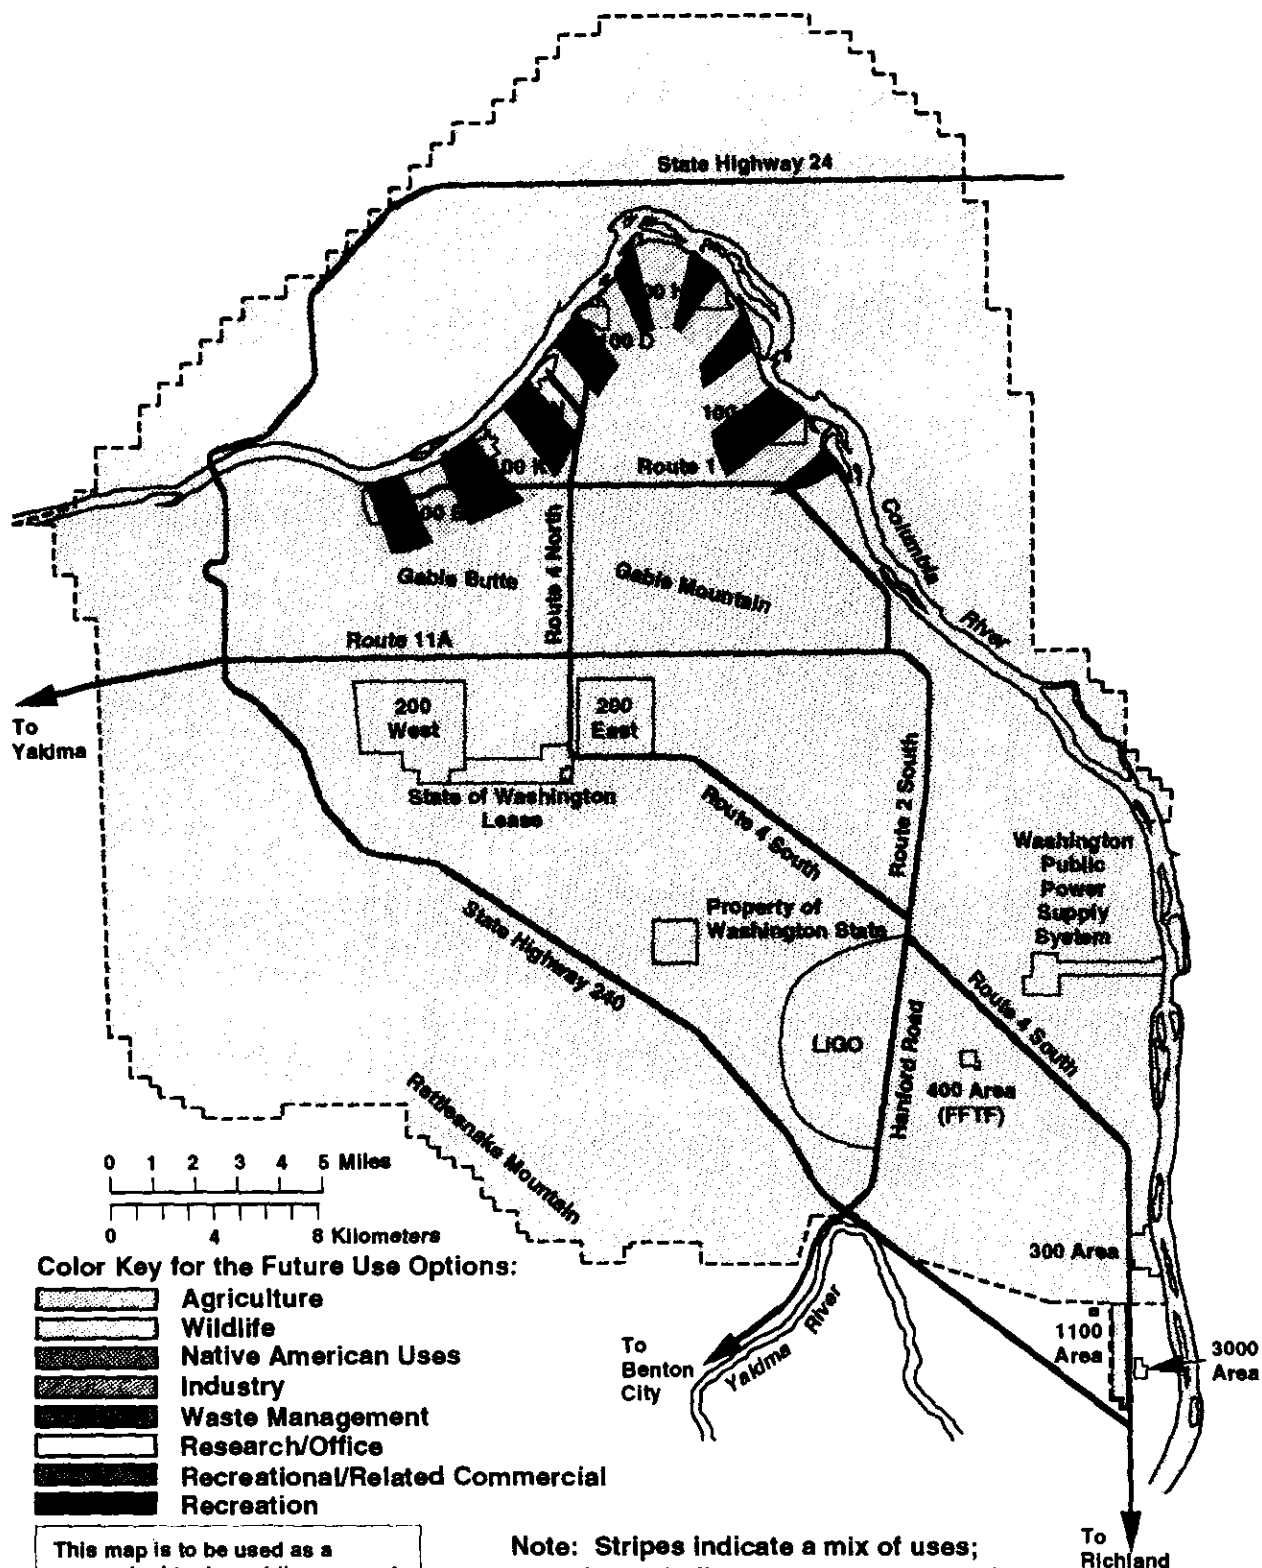 State Highway 24
100 D
Route 1
Columbia
River
Route 4 North
Gable Butte
Gable Mountain
Route 11A
To
Yakima
200
West
200
East
State of Washington
Lease
Route 4 South
Route 2 South
Washington
Public
Power
Supply
System
Property of
Washington State
State Highway 240
Route 4 South
LIGO
Hanford Road
400 Area
(FFTF)
Rattlesnake Mountain
0 1 2 3 4 5 Miles
0 4 8 Kilometers
300 Area
1100
Area
3000
Area
To
Benton
City
Yakima
River
Color Key for the Future Use Options:
Agriculture
Wildlife
Native American Uses
Industry
Waste Management
Research/Office
Recreational/Related Commercial
Recreation
This map is to be used as a
Note: Stripes indicate a mix of uses;
To
Richland